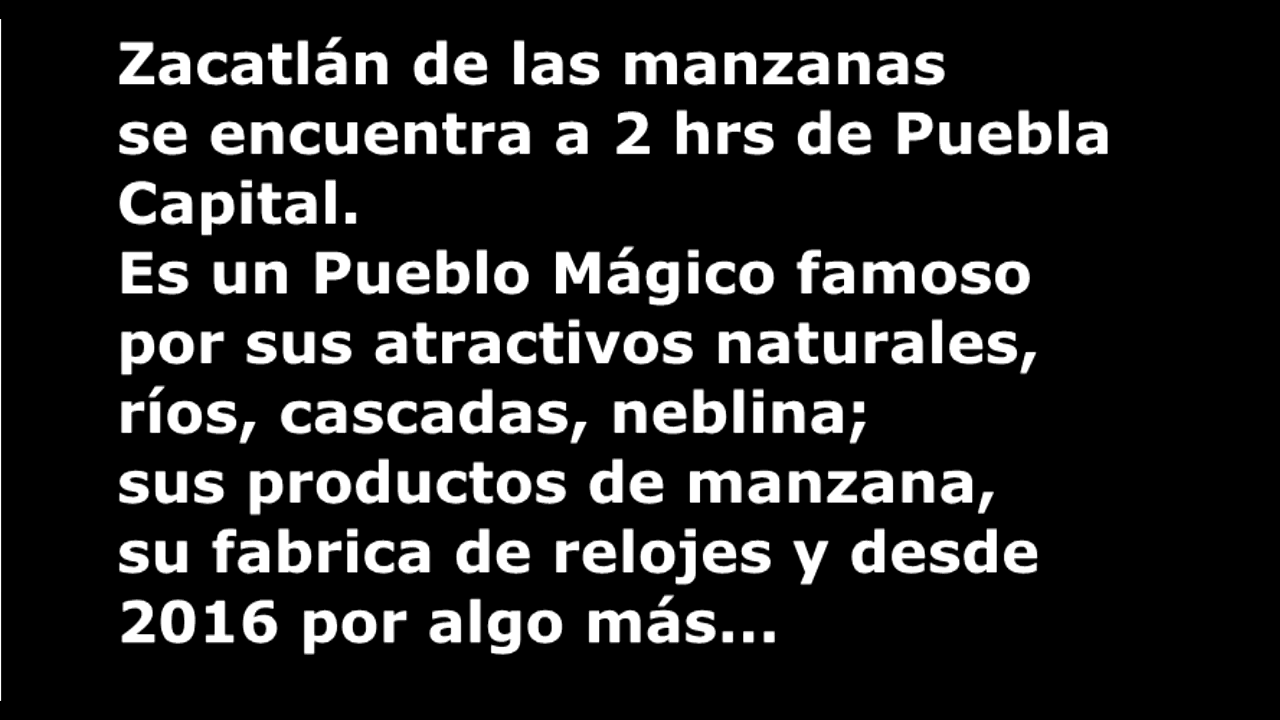 Zacatlán de las manzanas
se encuentra a 2 hrs de Puebla
Capital.
Es un Pueblo Mágico famoso
por sus atractivos naturales,
ríos, cascadas, neblina;
sus productos de manzana,
su fabrica de relojes y desde
2016 por algo más...